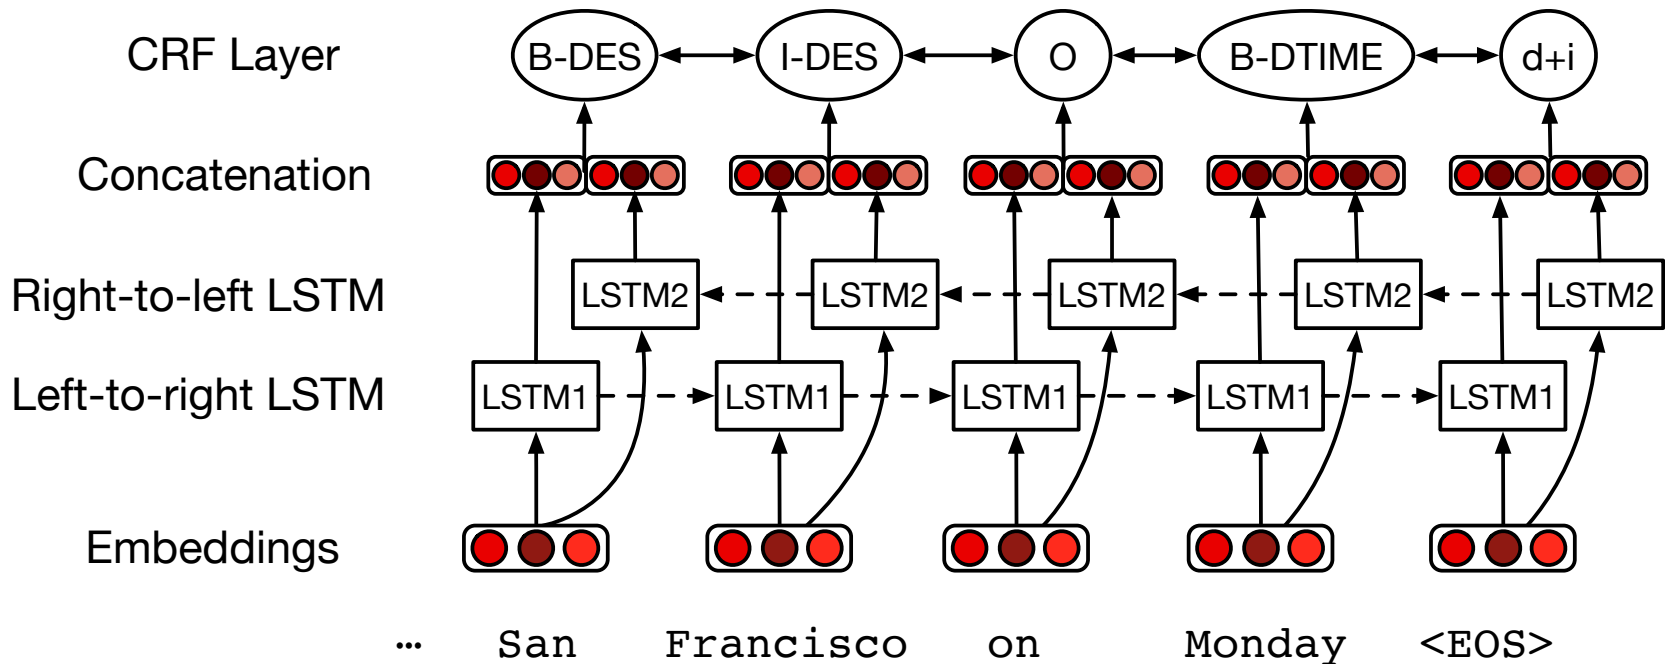 CRF Layer B-DES I-DES O B-DTIME d+i
Concatenation
Right-to-left LSTM LSTM2 LSTM2 LSTM2 LSTM2 LSTM2
Left-to-right LSTM LSTM1 LSTM1 LSTM1 LSTM1 LSTM1
Embeddings
… San Francisco on Monday <EOS>